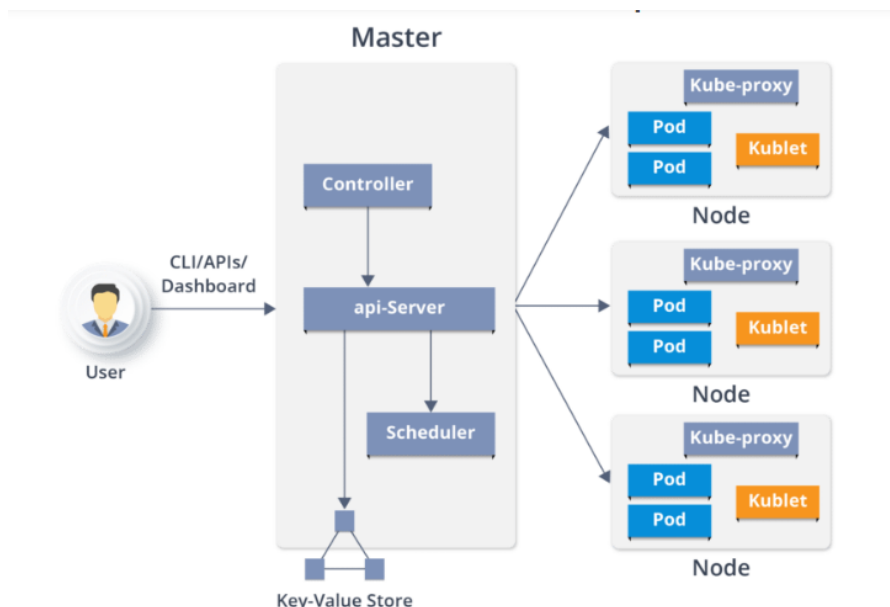 Master
Controller
api-Server
Scheduler
Key-Value Store
CLI/APIs/
Dashboard
User
Kube-proxy
Pod
Pod
Kublet
Node
Kube-proxy
Pod
Pod
Kublet
Node
Kube-proxy
Pod
Pod
Kublet
Node